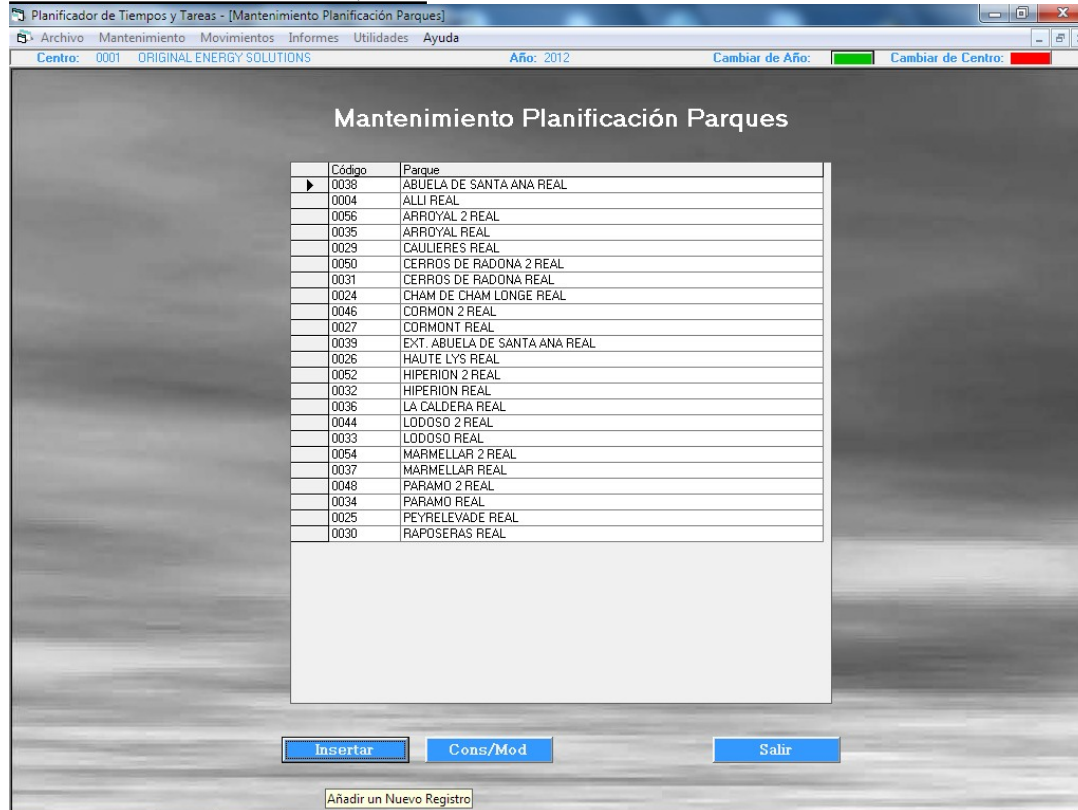 Planificador de Tiempos y Tareas - [Mantenimiento Planificación Parques]
Archivo Mantenimiento Movimientos Informes Utilidades Ayuda
Centro: 0001 ORIGINAL ENERGY SOLUTIONS Año: 2012 Cambiar de Año: Cambiar de Centro:
Mantenimiento Planificación Parques
Código Parque
0038 ABUELA DE SANTA ANA REAL
0004 ALLI REAL
0056 ARROYAL 2 REAL
0035 ARROYAL REAL
0029 CAULIERES REAL
0050 CERROS DE RADONA 2 REAL
0031 CERROS DE RADONA REAL
0024 CHAM DE CHAM LONGE REAL
0046 CORMON 2 REAL
0027 CORMONT REAL
0039 EXT. ABUELA DE SANTA ANA REAL
0026 HAUTE LYS REAL
0052 HIPERION 2 REAL
0032 HIPERION REAL
0036 LA CALDERA REAL
0044 LODOSO 2 REAL
0033 LODOSO REAL
0054 MARMELLAR 2 REAL
0037 MARMELLAR REAL
0048 PARAMO 2 REAL
0034 PARAMO REAL
0025 PEYRELEVADE REAL
0030 RAPOSERAS REAL
Insertar Cons/Mod Salir
Añadir un Nuevo Registro